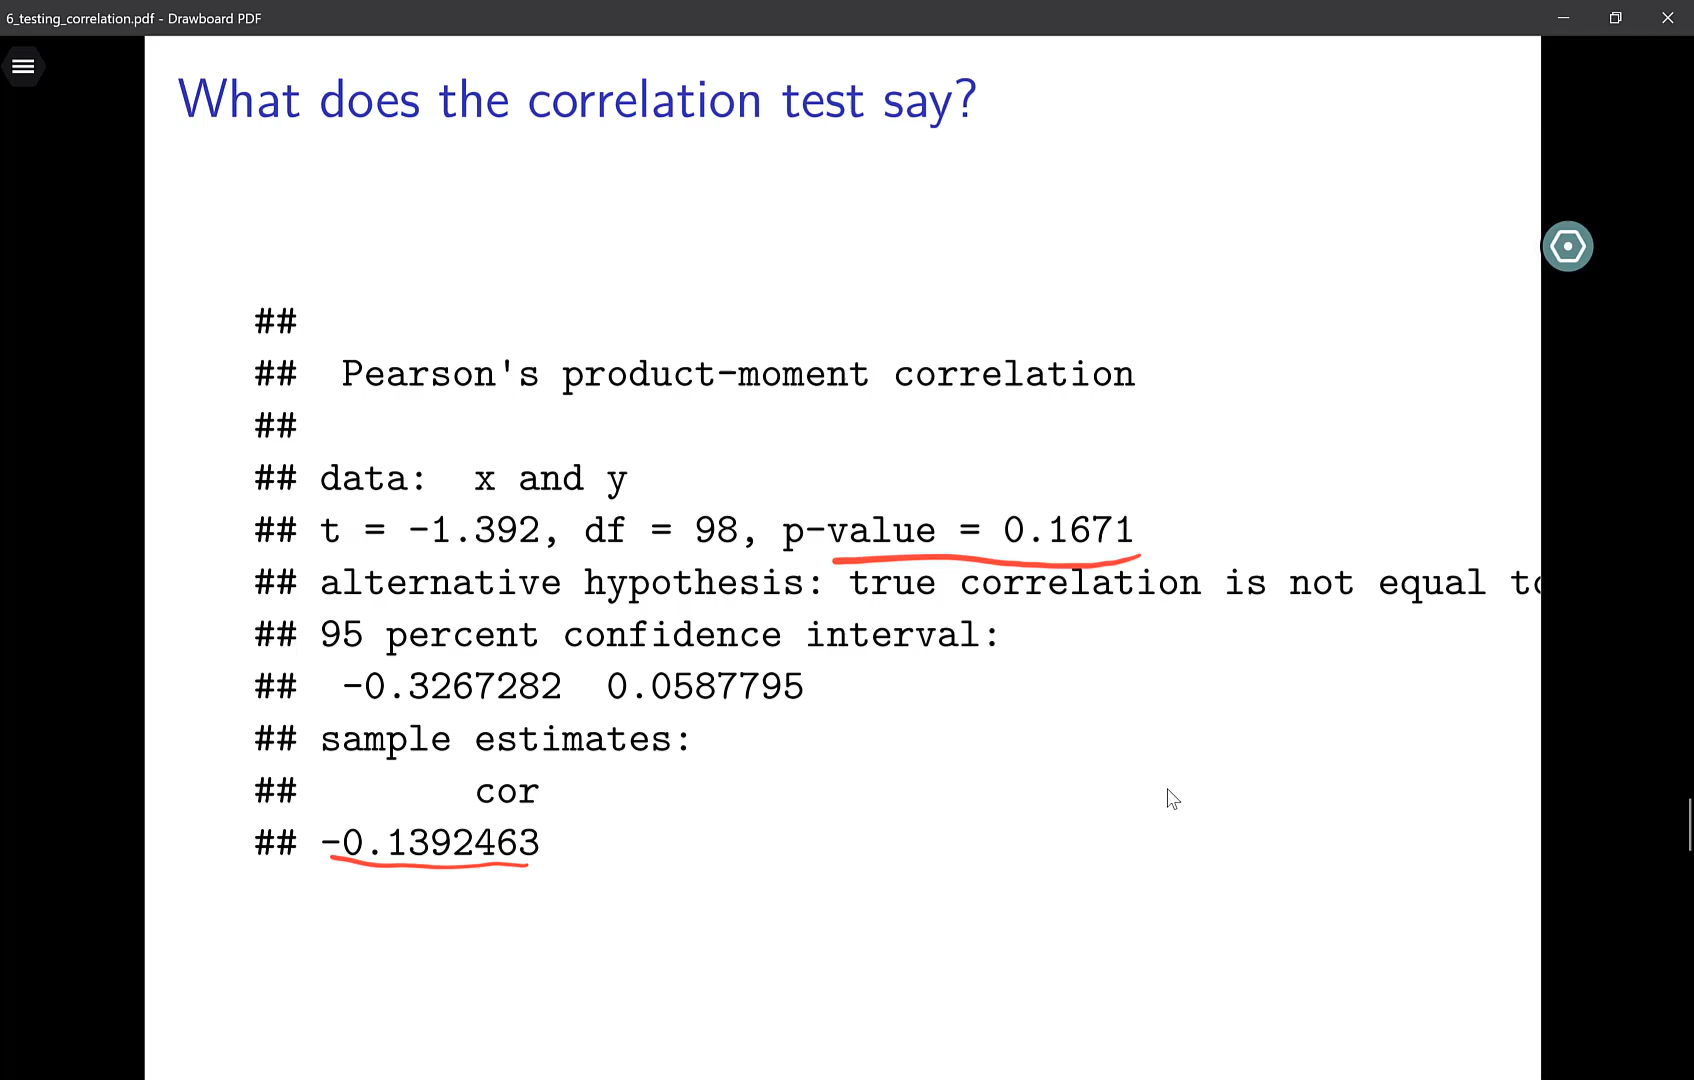 6_testing_correlation.pdf - Drawboard PDF
What does the correlation test say?
##
## Pearson's product-moment correlation
##
## data: x and y
## t = -1.392, df = 98, p-value = 0.1671
## alternative hypothesis: true correlation is not equal to
## 95 percent confidence interval:
## -0.3267282 0.0587795
## sample estimates:
## cor
## -0.1392463